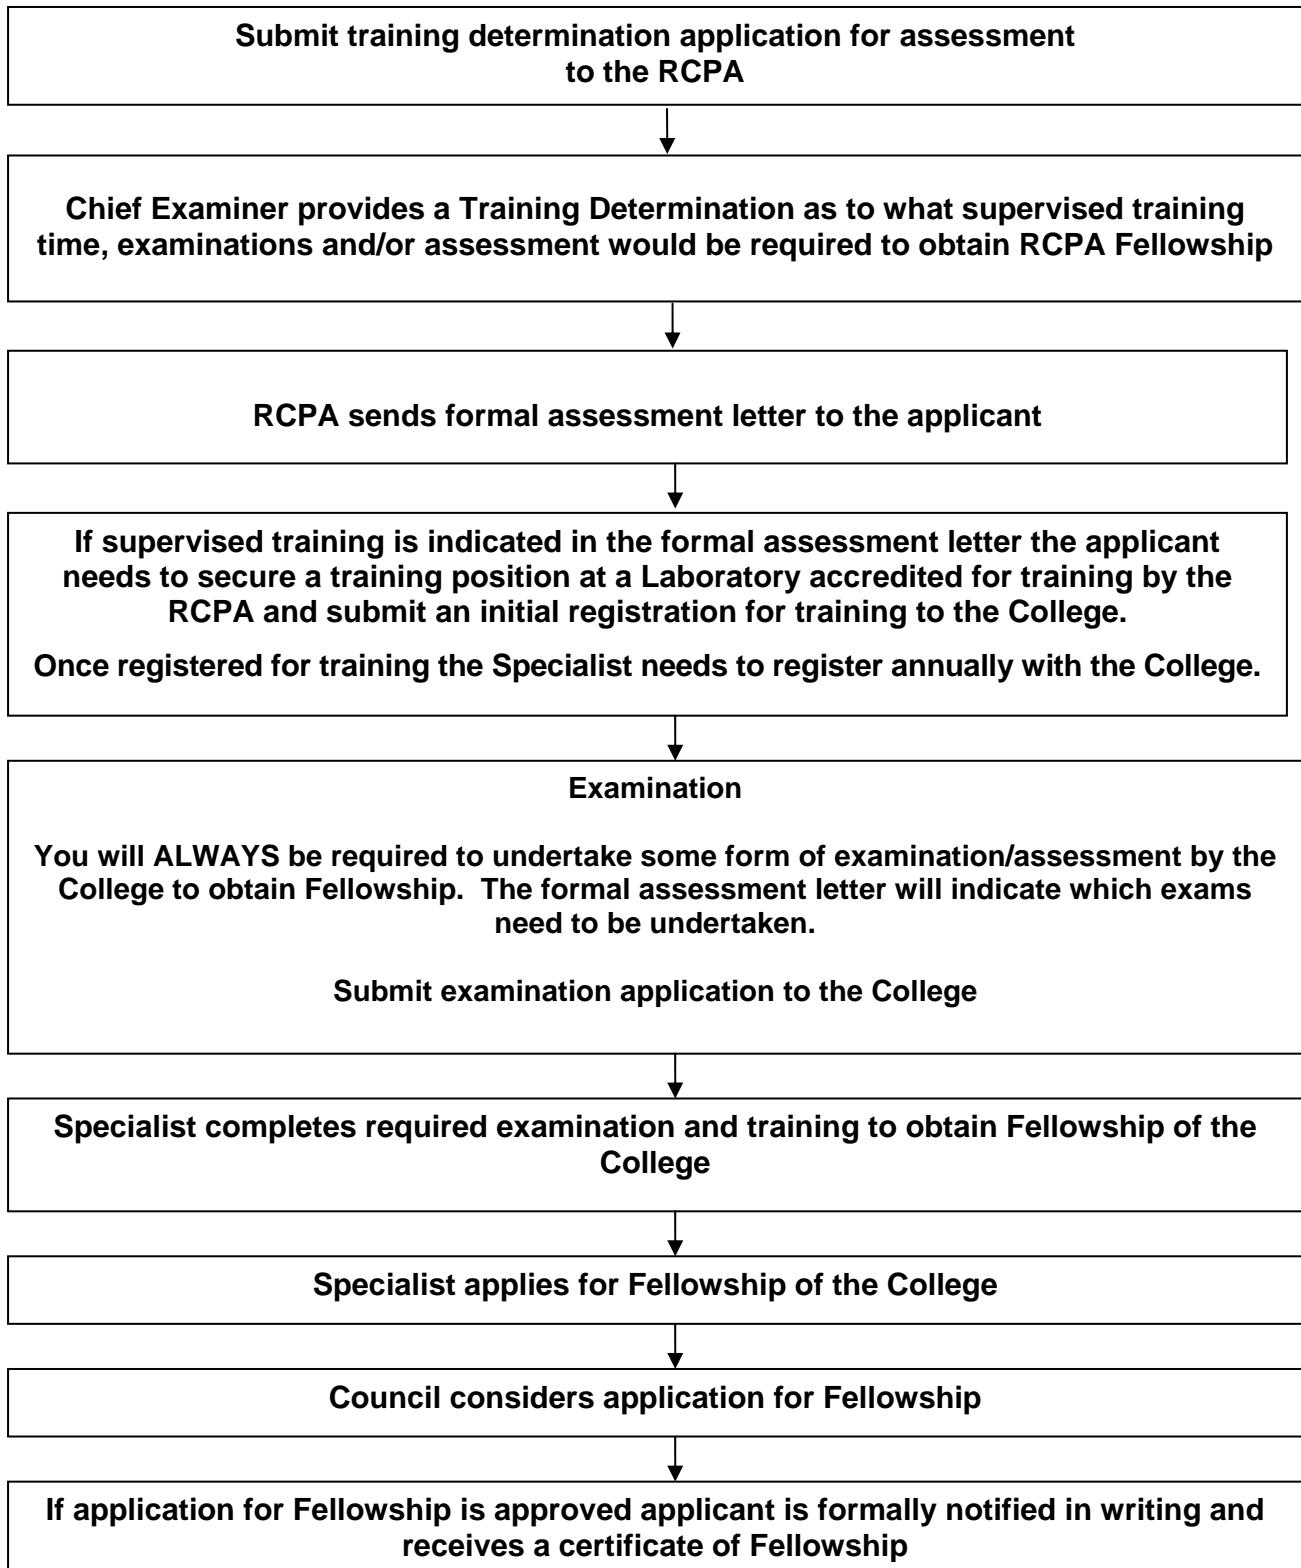 Submit training determination application for assessment
to the RCPA
Chief Examiner provides a Training Determination as to what supervised training
time, examinations and/or assessment would be required to obtain RCPA Fellowship
RCPA sends formal assessment letter to the applicant
If supervised training is indicated in the formal assessment letter the applicant
needs to secure a training position at a Laboratory accredited for training by the
RCPA and submit an initial registration for training to the College.
Once registered for training the Specialist needs to register annually with the College.
Examination
You will ALWAYS be required to undertake some form of examination/assessment by the
College to obtain Fellowship.  The formal assessment letter will indicate which exams
need to be undertaken.
Submit examination application to the College
Specialist completes required examination and training to obtain Fellowship of the
College
Specialist applies for Fellowship of the College
Council considers application for Fellowship
If application for Fellowship is approved applicant is formally notified in writing and
receives a certificate of Fellowship